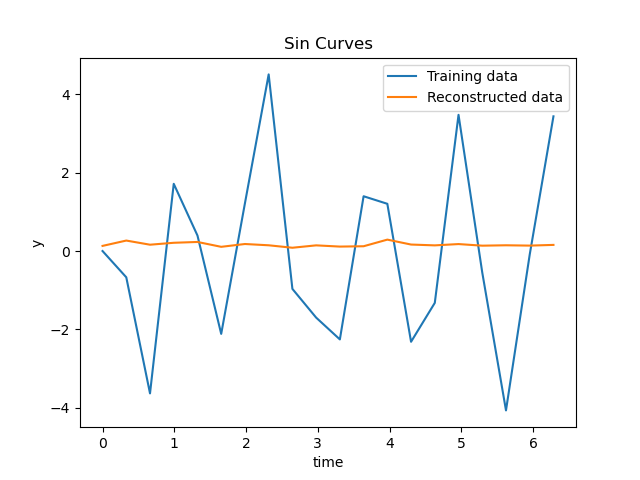 Sin Curves
Training data
Reconstructed data
y
4
2
0
−2
−4
0 1 2 3 4 5 6
time